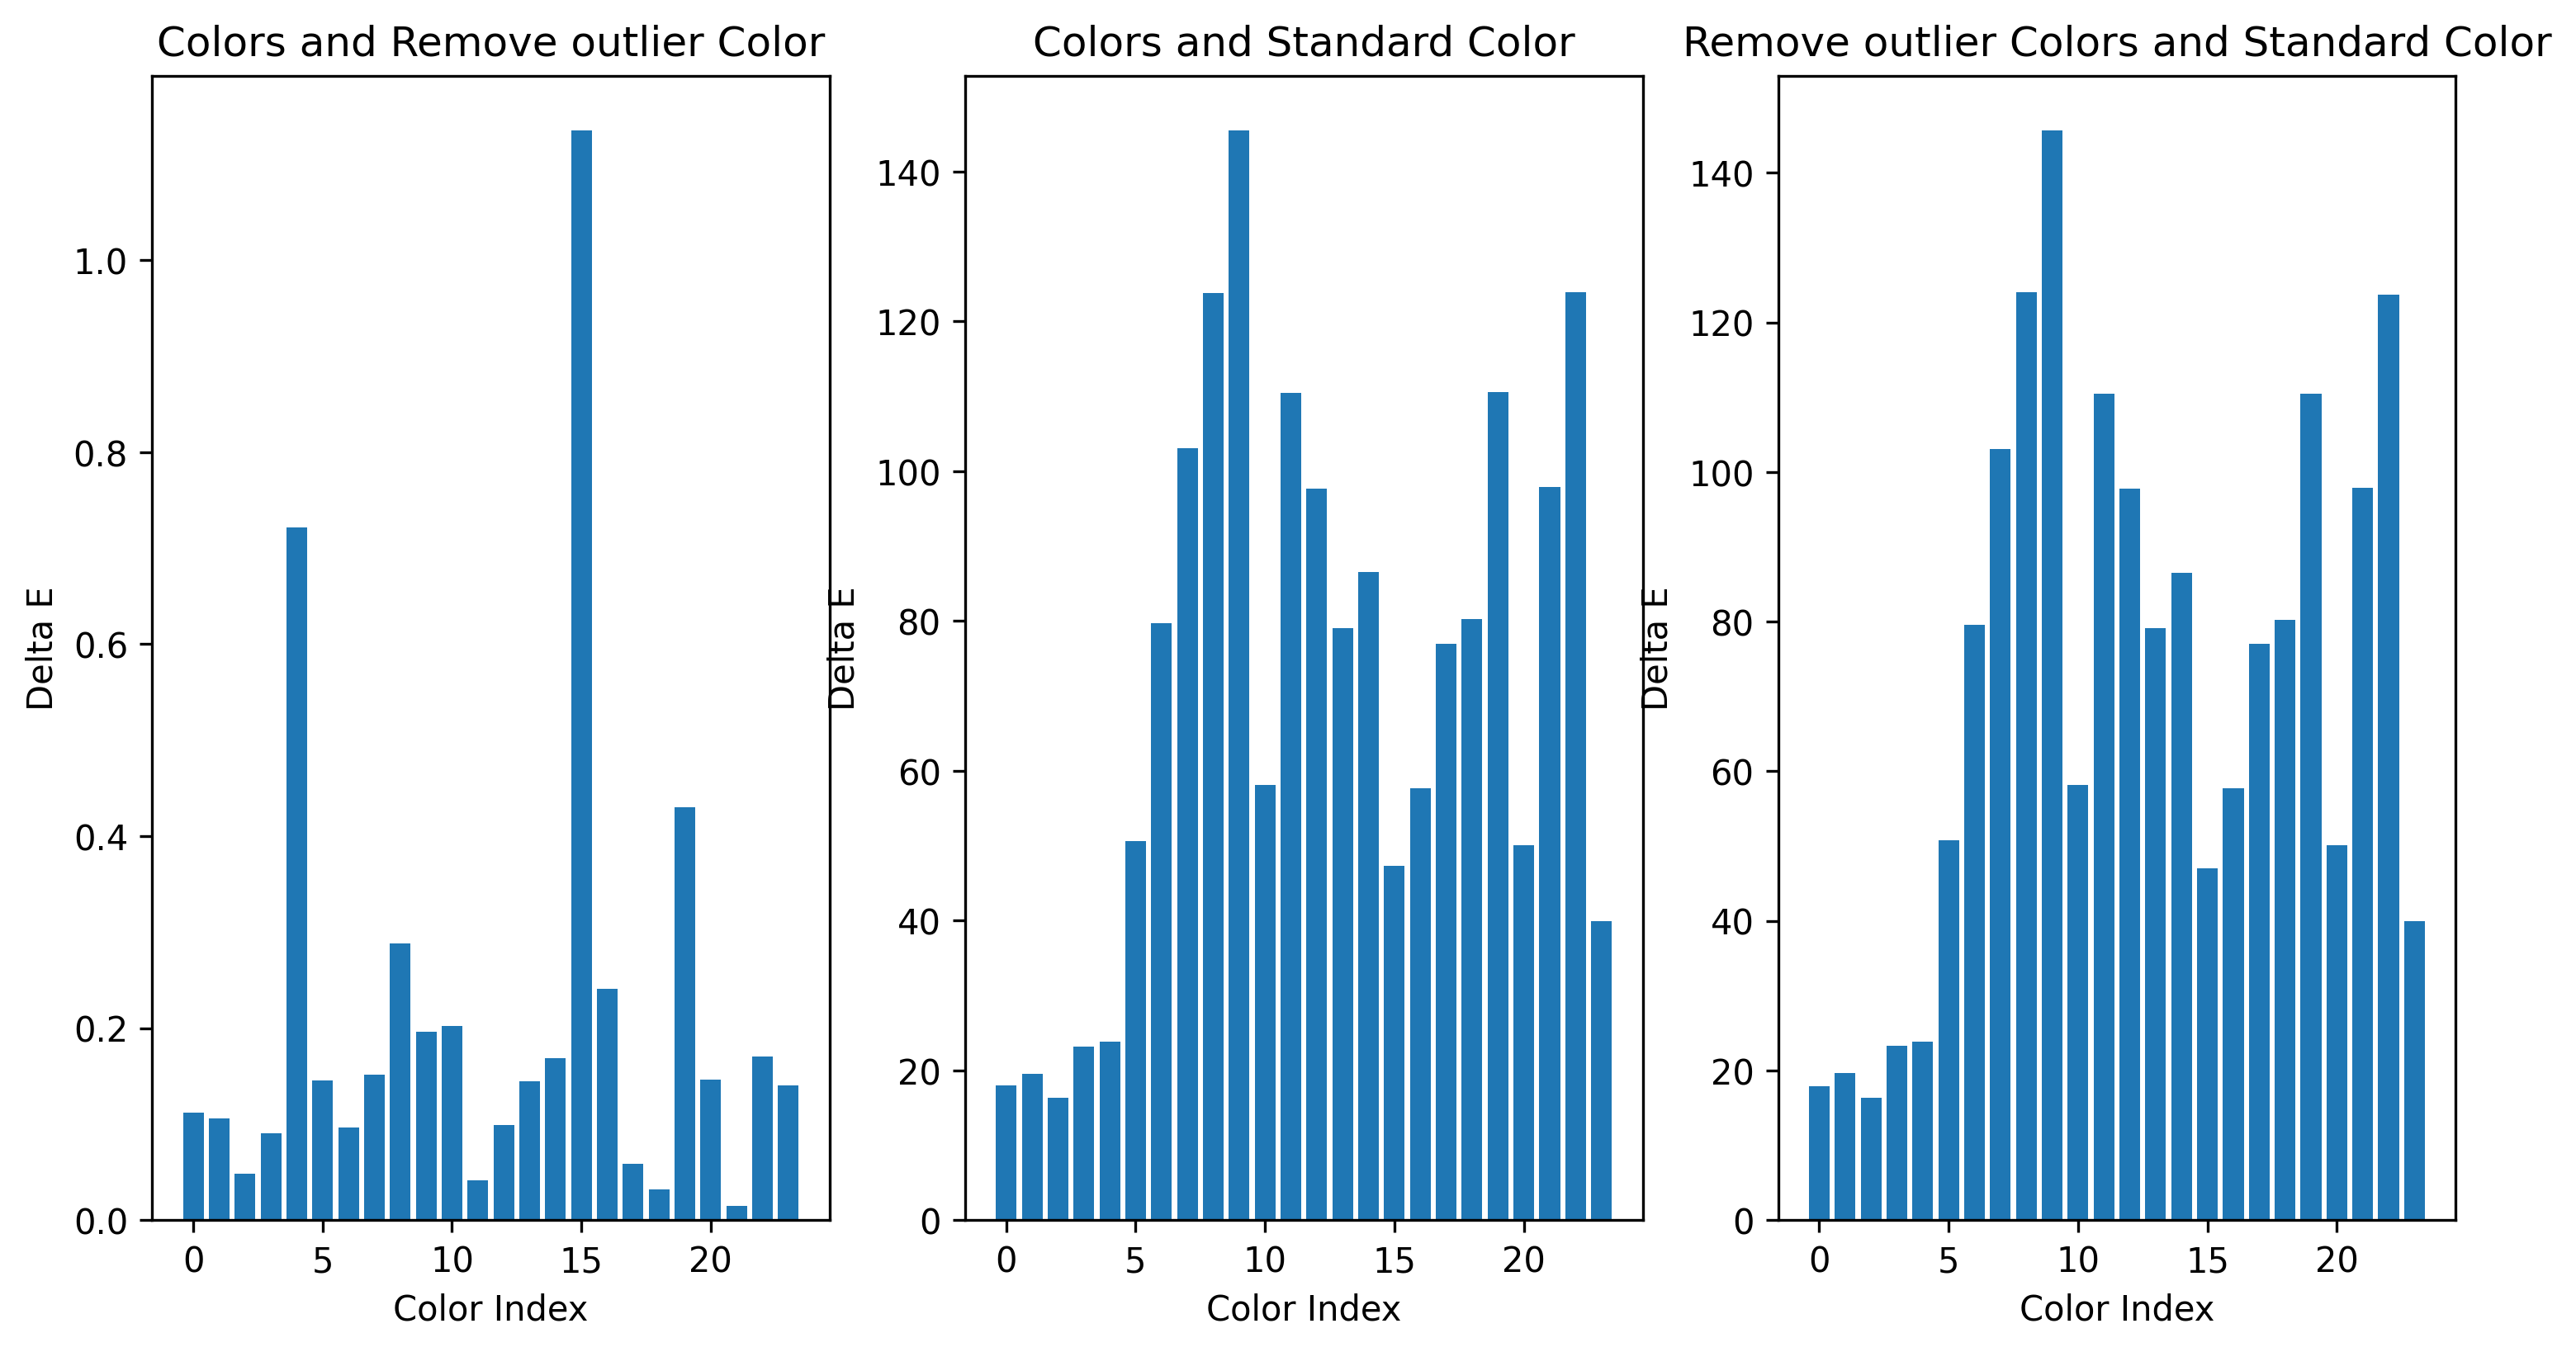 Colors and Remove outlier Color
Delta E
1.0
0.8
0.6
0.4
0.2
0.0
0 5 10 15 20
Color Index
Colors and Standard Color
Delta E
140
120
100
80
60
40
20
0
0 5 10 15 20
Color Index
Remove outlier Colors and Standard Color
Delta E
140
120
100
80
60
40
20
0
0 5 10 15 20
Color Index